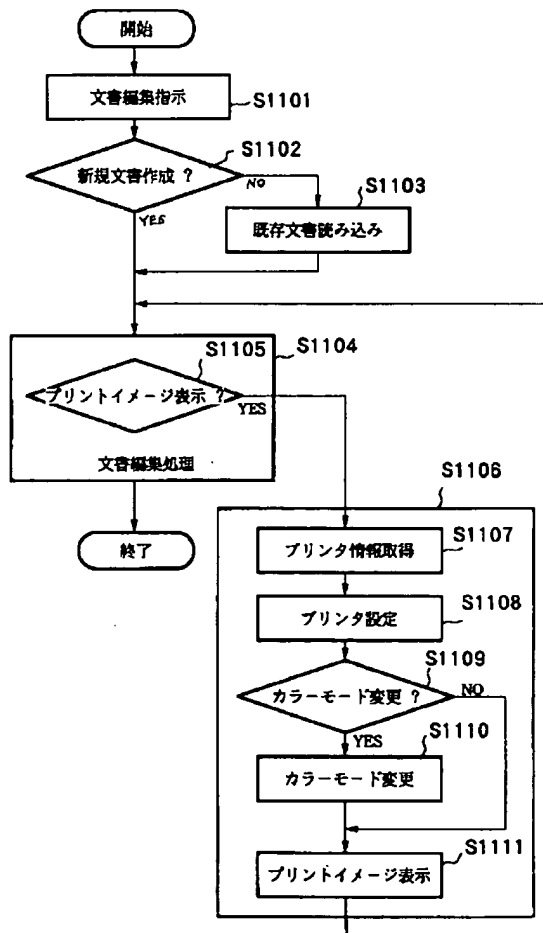 開始
文書編集指示
S1101
新規文書作成 ?
S1102
NO
YES
S1103
既存文書読み込み
S1104
S1105
プリントイメージ表示 ?
YES
文書編集処理
終了
S1106
プリンタ情報取得
S1107
プリンタ設定
S1108
カラーモード変更 ?
S1109
NO
YES
S1110
カラーモード変更
プリントイメージ表示
S1111